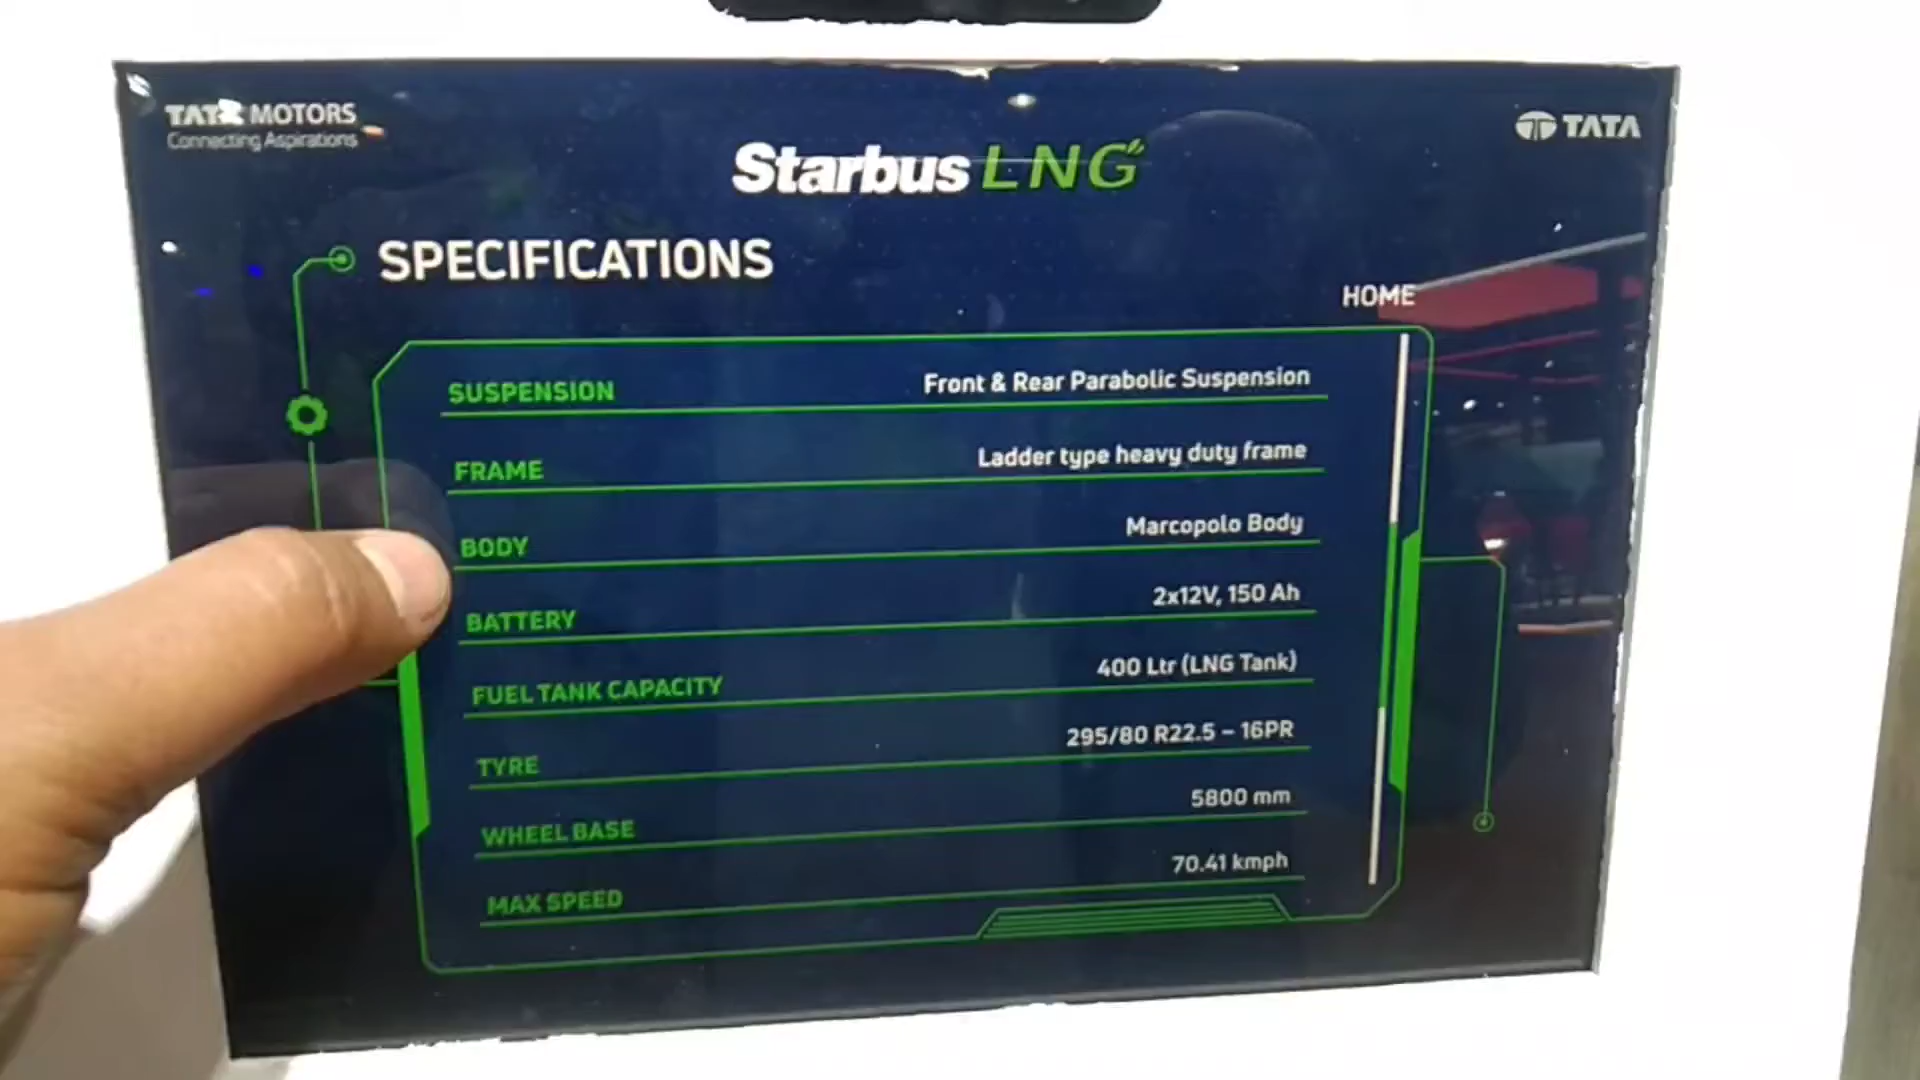 TATA MOTORS
Connecting Aspirations
TATA
Starbus LNG
SPECIFICATIONS
HOME
SUSPENSION Front & Rear Parabolic Suspension
FRAME Ladder type heavy duty frame
BODY Marcopolo Body
BATTERY 2x12V, 150 Ah
FUEL TANK CAPACITY 400 Ltr (LNG Tank)
TYRE 295/80 R22.5 – 16PR
WHEEL BASE 5800 mm
MAX SPEED 70.41 kmph